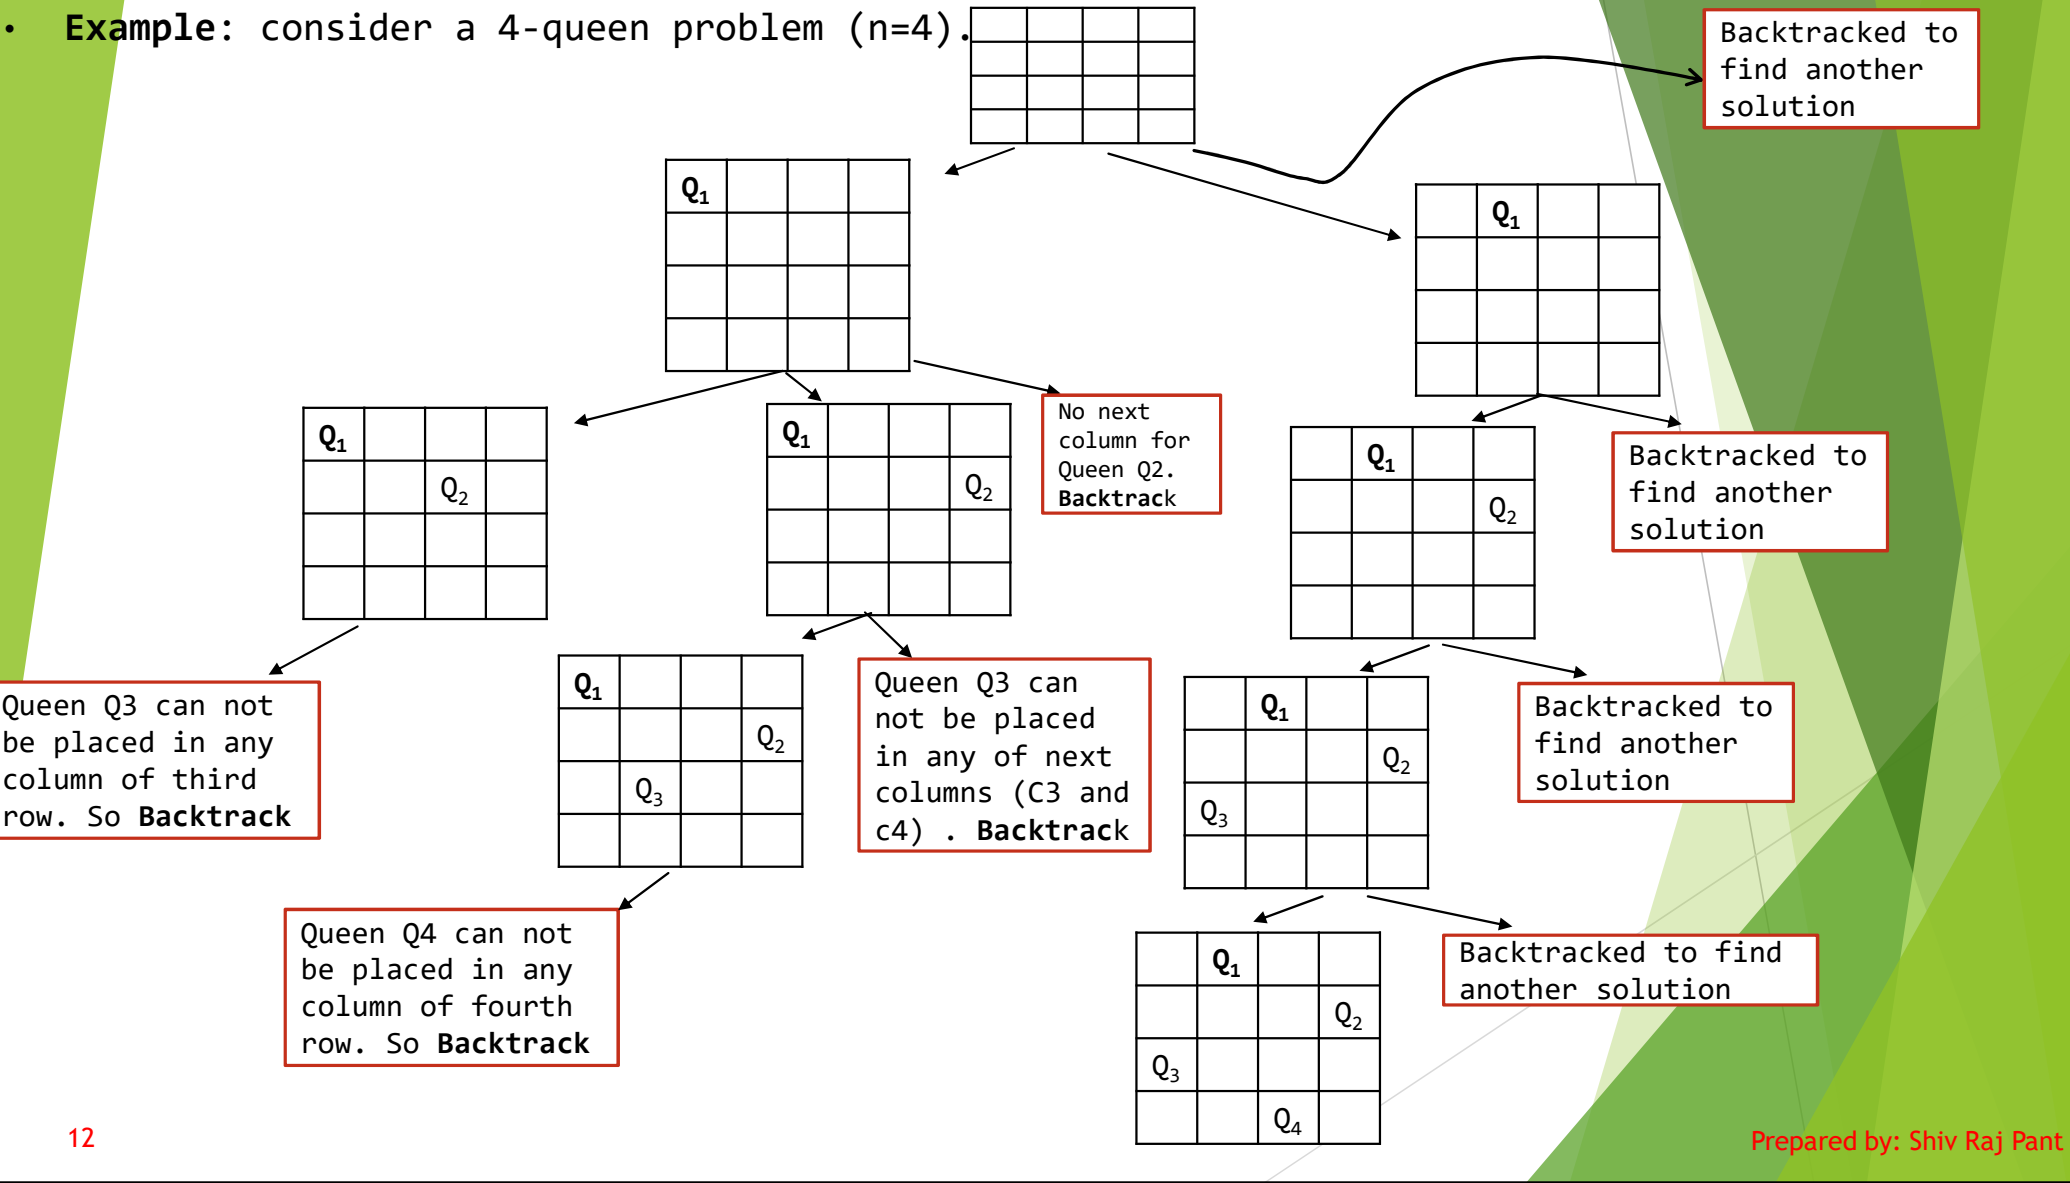 • Example: consider a 4-queen problem (n=4).
Backtracked to
find another
solution
Q1
Q1
Q1
Q2
Q1
Q2
No next
column for
Queen Q2.
Backtrack
Q1
Q2
Backtracked to
find another
solution
Queen Q3 can not
be placed in any
column of third
row. So Backtrack
Q1
Q2
Q3
Queen Q3 can
not be placed
in any of next
columns (C3 and
c4) . Backtrack
Q1
Q2
Q3
Backtracked to
find another
solution
Queen Q4 can not
be placed in any
column of fourth
row. So Backtrack
Q1
Q2
Q3
Q4
Backtracked to find
another solution
12
Prepared by: Shiv Raj Pant